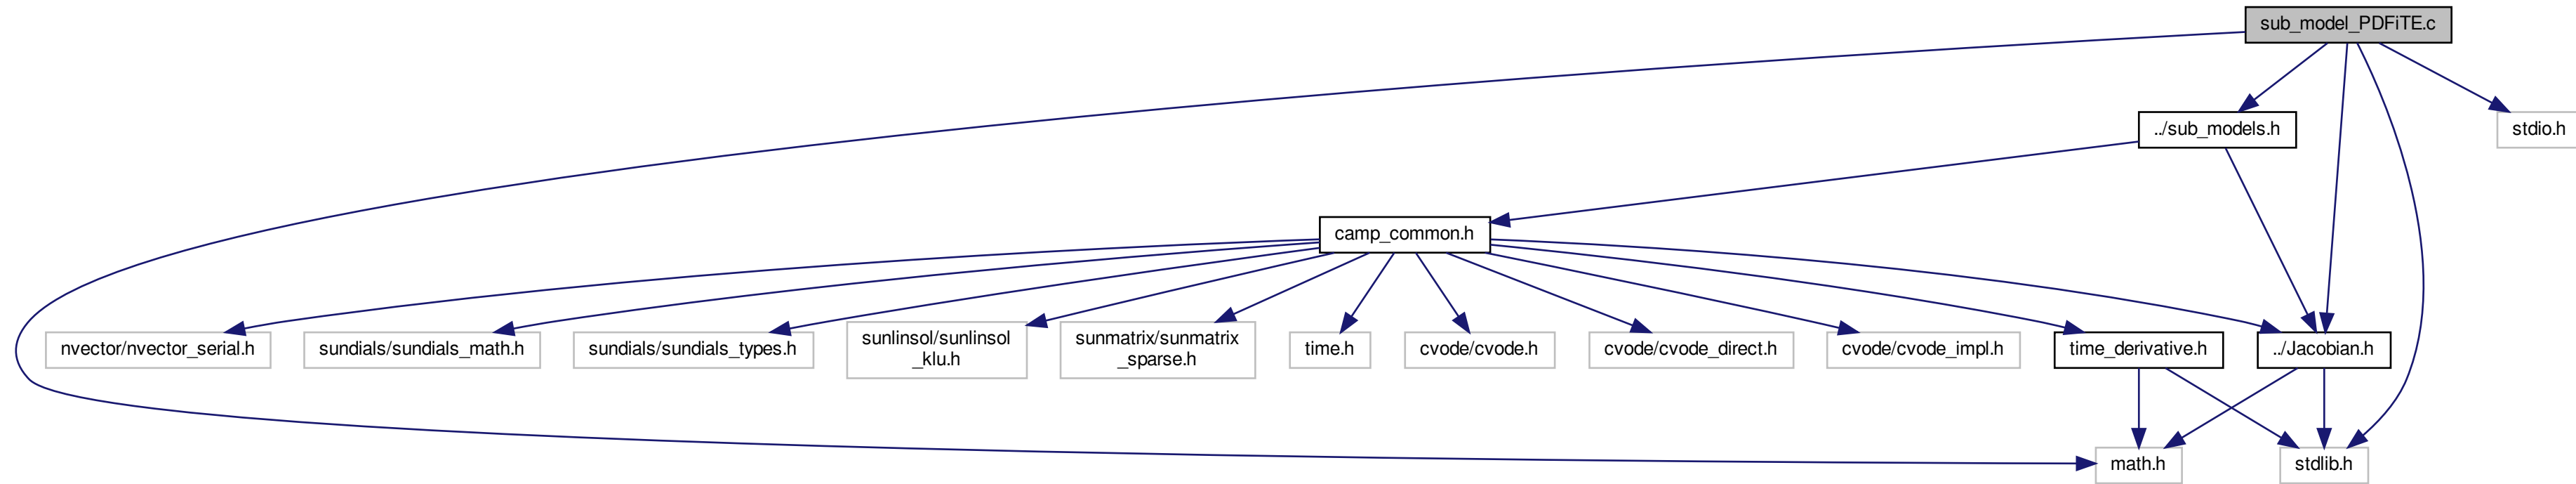 sub_model_PDFiTE.c
../sub_models.h
stdio.h
camp_common.h
nvector/nvector_serial.h
sundials/sundials_math.h
sundials/sundials_types.h
sunlinsol/sunlinsol
_klu.h
sunmatrix/sunmatrix
_sparse.h
time.h
cvode/cvode.h
cvode/cvode_direct.h
cvode/cvode_impl.h
time_derivative.h
../Jacobian.h
math.h
stdlib.h